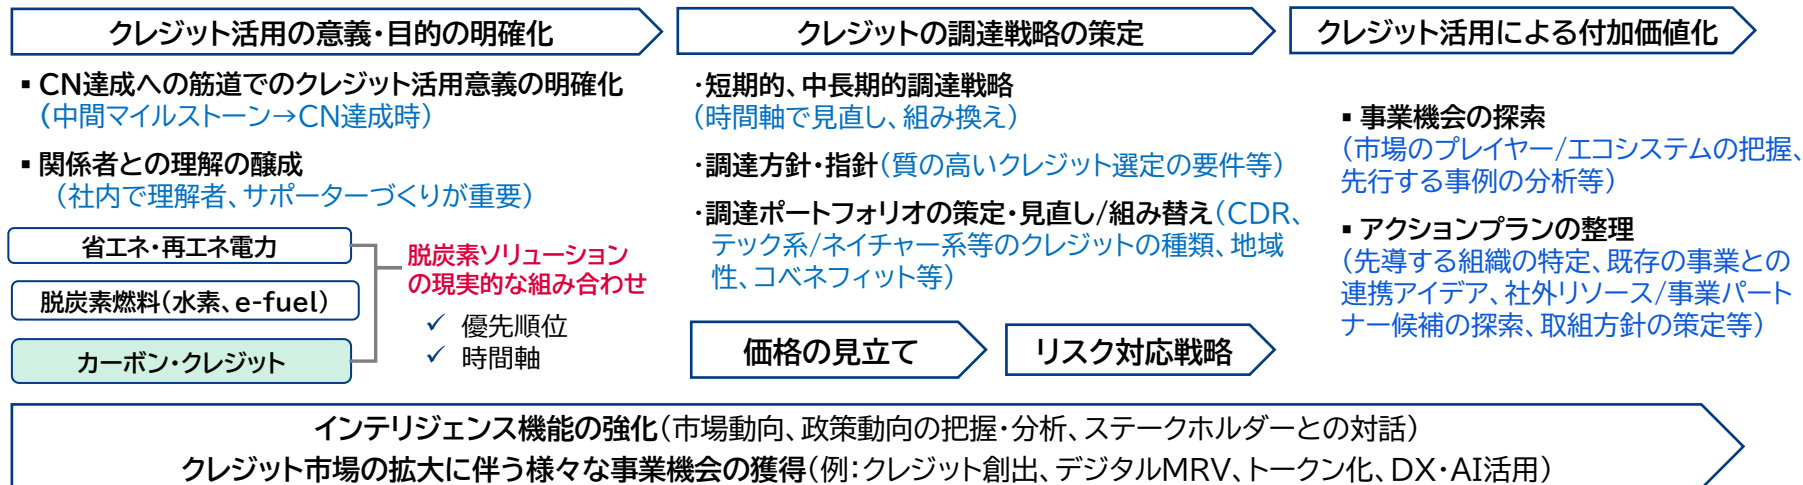 クレジット活用の意義・目的の明確化
▪ CN達成への筋道でのクレジット活用意義の明確化
(中間マイルストーン→CN達成時)
▪ 関係者との理解の醸成
(社内で理解者、サポーターづくりが重要)
省エネ・再エネ電力
脱炭素燃料(水素、e-fuel)
カーボン・クレジット
脱炭素ソリューション
の現実的な組み合わせ
✓ 優先順位
✓ 時間軸
クレジットの調達戦略の策定
・短期的、中長期的調達戦略
(時間軸で見直し、組み換え)
・調達方針・指針(質の高いクレジット選定の要件等)
・調達ポートフォリオの策定・見直し/組み替え(CDR、
テック系/ネイチャー系等のクレジットの種類、地域
性、コベネフィット等)
価格の見立て
リスク対応戦略
クレジット活用による付加価値化
▪ 事業機会の探索
(市場のプレイヤー/エコシステムの把握、
先行する事例の分析等)
▪ アクションプランの整理
(先導する組織の特定、既存の事業との
連携アイデア、社外リソース/事業パート
ナー候補の探索、取組方針の策定等)
インテリジェンス機能の強化(市場動向、政策動向の把握・分析、ステークホルダーとの対話)
クレジット市場の拡大に伴う様々な事業機会の獲得(例:クレジット創出、デジタルMRV、トークン化、DX・AI活用)